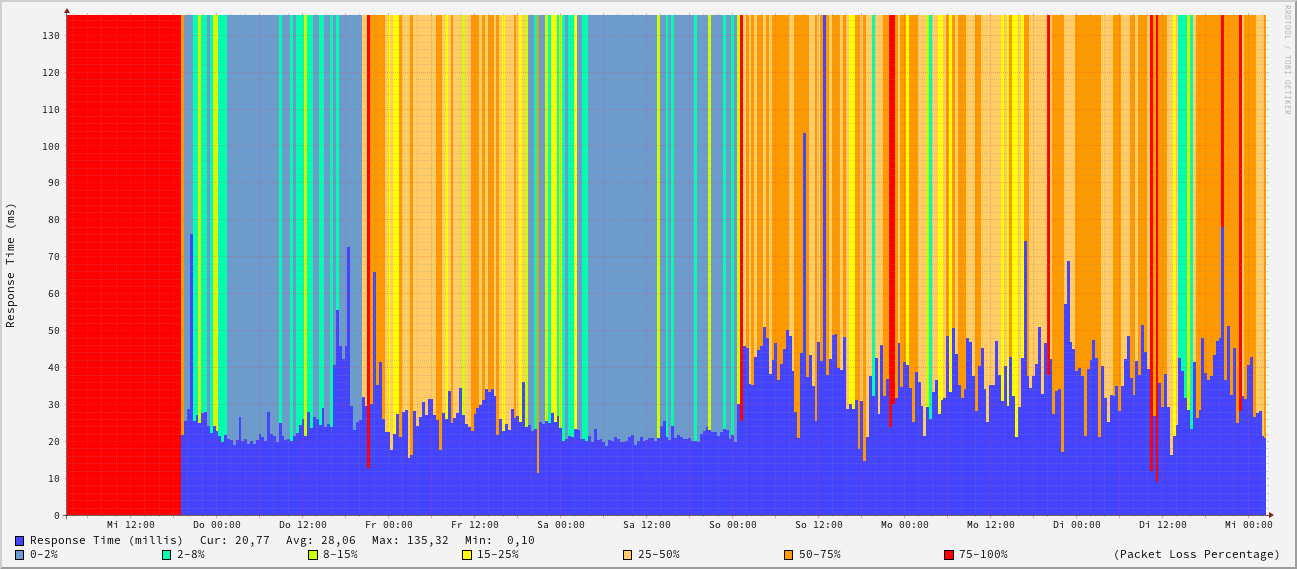 RRDTOOL / TOBI OETIKER
Response Time (ms)
130
120
110
100
90
80
70
60
50
40
30
20
10
0
Mi 12:00 Do 00:00 Do 12:00 Fr 00:00 Fr 12:00 Sa 00:00 Sa 12:00 So 00:00 So 12:00 Mo 00:00 Mo 12:00 Di 00:00 Di 12:00 Mi 00:00
Response Time (millis) Cur: 20,77 Avg: 28,06 Max: 135,32 Min: 0,10
0-2% 2-8% 8-15% 15-25% 25-50% 50-75% 75-100% (Packet Loss Percentage)